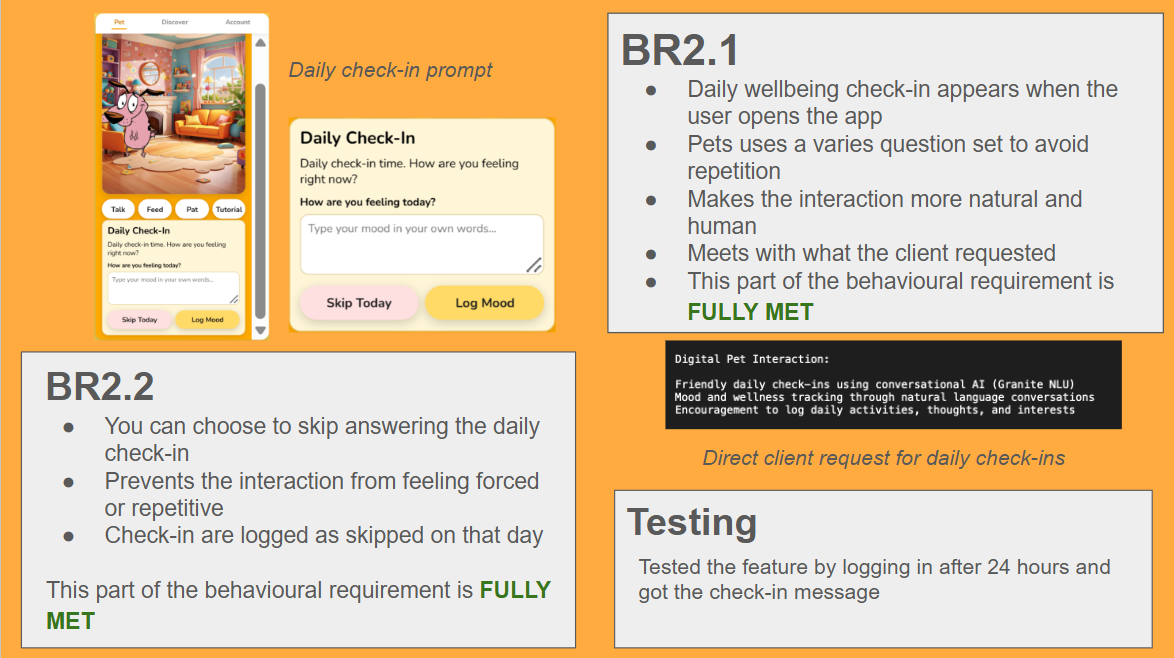 Pet Discover Account
Talk Feed Pat Tutorial
Daily Check-In
Daily check-in time. How are you feeling
right now?
How are you feeling today?
Type your mood in your own words...
Skip Today Log Mood
Daily check-in prompt
Daily Check-In
Daily check-in time. How are you feeling
right now?
How are you feeling today?
Type your mood in your own words...
Skip Today Log Mood
BR2.1
● Daily wellbeing check-in appears when the
user opens the app
● Pets uses a varies question set to avoid
repetition
● Makes the interaction more natural and
human
● Meets with what the client requested
● This part of the behavioural requirement is
FULLY MET
BR2.2
● You can choose to skip answering the daily
check-in
● Prevents the interaction from feeling forced
or repetitive
● Check-in are logged as skipped on that day
This part of the behavioural requirement is FULLY
MET
Digital Pet Interaction:
Friendly daily check-ins using conversational AI (Granite NLU)
Mood and wellness tracking through natural language conversations
Encouragement to log daily activities, thoughts, and interests
Direct client request for daily check-ins
Testing
Tested the feature by logging in after 24 hours and
got the check-in message